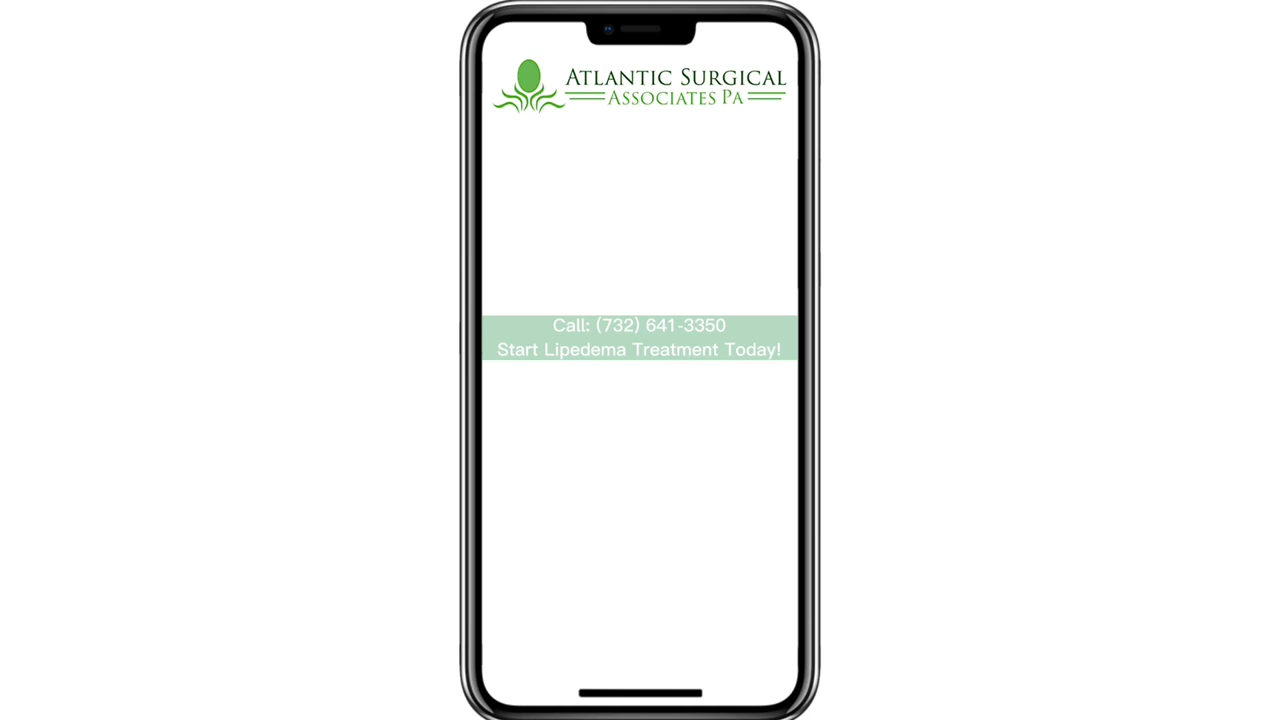 Atlantic Surgical
Associates Pa
Call: (732) 641-3350
Start Lipedema Treatment Today!